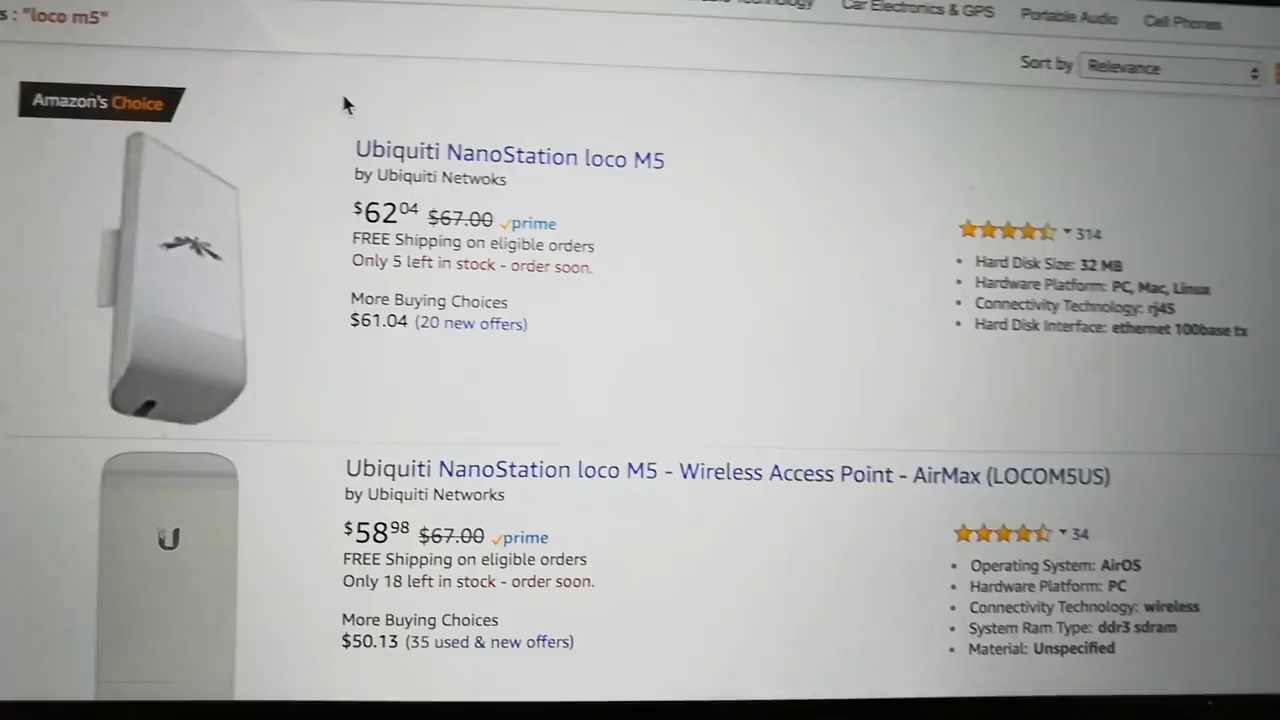 s : "loco m5"
Car Electronics & GPS
Portable Audio
Cell Phones
Sort by Relevance
Amazon's Choice
Ubiquiti NanoStation loco M5
by Ubiquiti Netwoks
$62.04 $67.00 prime
FREE Shipping on eligible orders
Only 5 left in stock - order soon.
More Buying Choices
$61.04 (20 new offers)
314
Hard Disk Size: 32 MB
Hardware Platform: PC, Mac, Linux
Connectivity Technology: rj45
Hard Disk Interface: ethernet 100base tx
Ubiquiti NanoStation loco M5 - Wireless Access Point - AirMax (LOCOM5US)
by Ubiquiti Networks
$58.98 $67.00 prime
FREE Shipping on eligible orders
Only 18 left in stock - order soon.
More Buying Choices
$50.13 (35 used & new offers)
34
Operating System: AirOS
Hardware Platform: PC
Connectivity Technology: wireless
System Ram Type: ddr3 sdram
Material: Unspecified